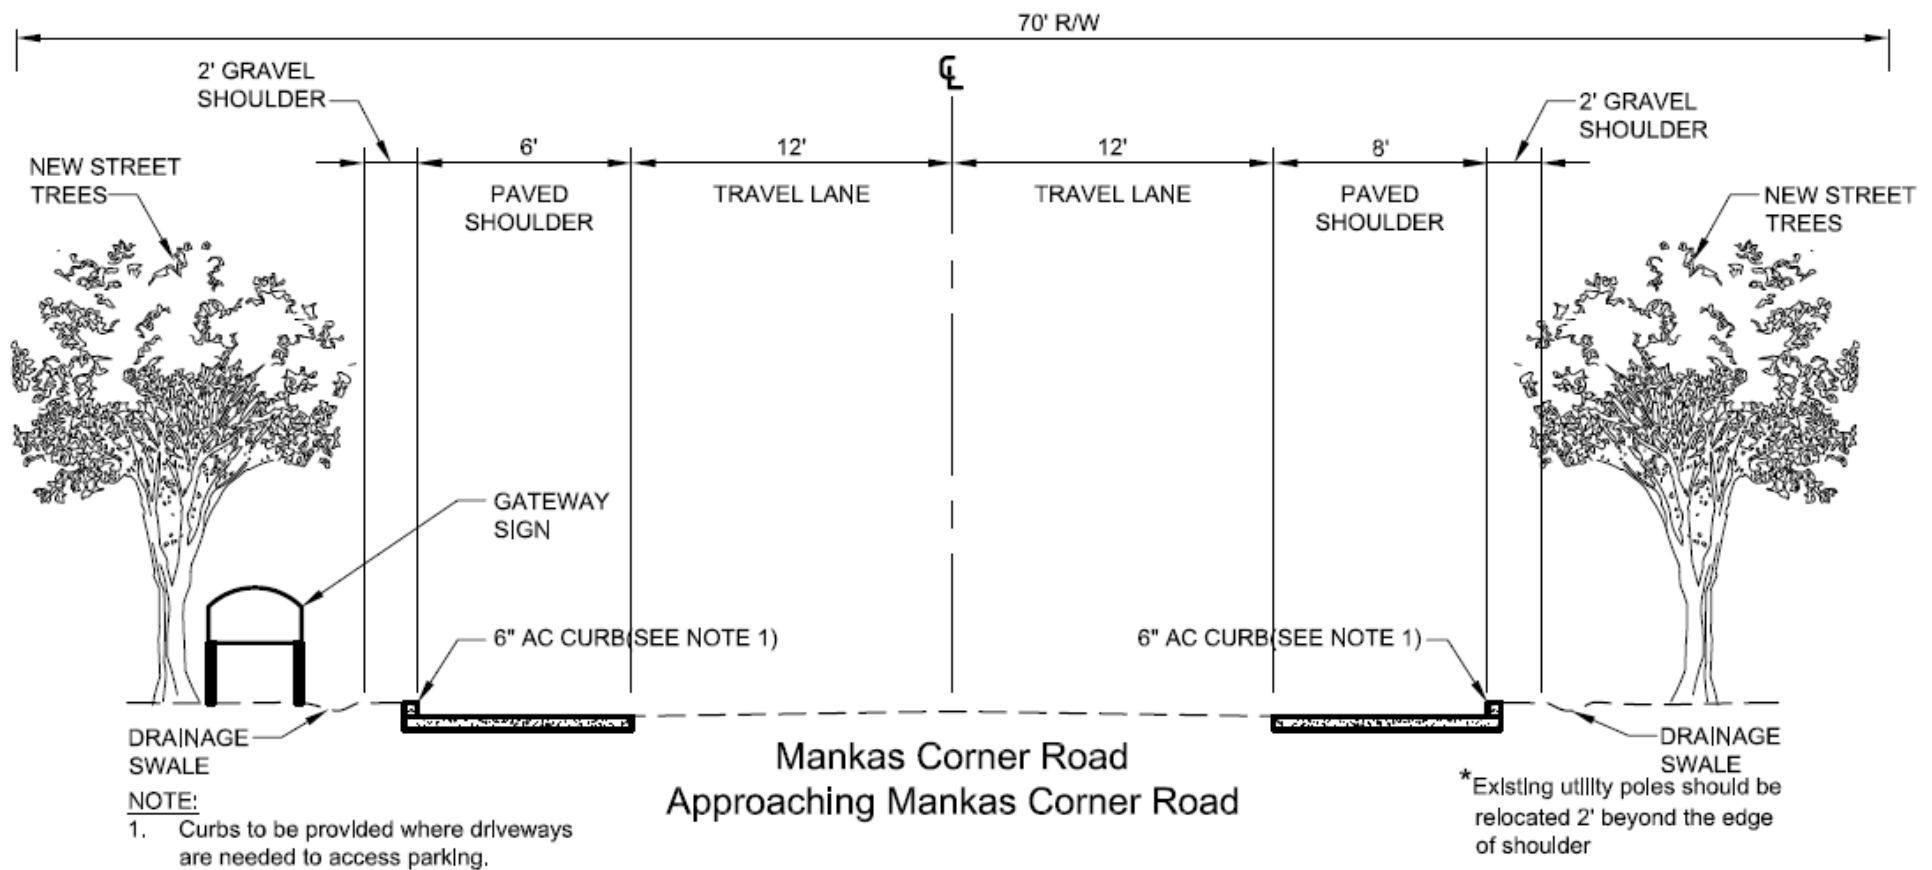 70' R/W
2' GRAVEL
SHOULDER
CL
2' GRAVEL
SHOULDER
6'
12'
12'
8'
NEW STREET
TREES
PAVED
SHOULDER
TRAVEL LANE
TRAVEL LANE
PAVED
SHOULDER
NEW STREET
TREES
GATEWAY
SIGN
6" AC CURB(SEE NOTE 1)
6" AC CURB(SEE NOTE 1)
DRAINAGE
SWALE
DRAINAGE
SWALE
Mankas Corner Road
Approaching Mankas Corner Road
NOTE:
1. Curbs to be provided where driveways
are needed to access parking.
*Existing utility poles should be
relocated 2' beyond the edge
of shoulder